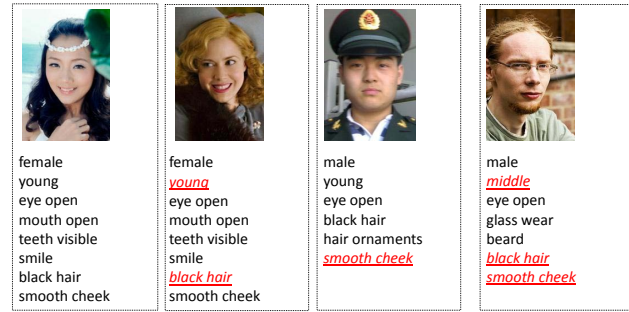 female
young
eye open
mouth open
teeth visible
smile
black hair
smooth cheek
female
young
eye open
mouth open
teeth visible
smile
black hair
smooth cheek
male
young
eye open
black hair
hair ornaments
smooth cheek
male
middle
eye open
glass wear
beard
black hair
smooth cheek